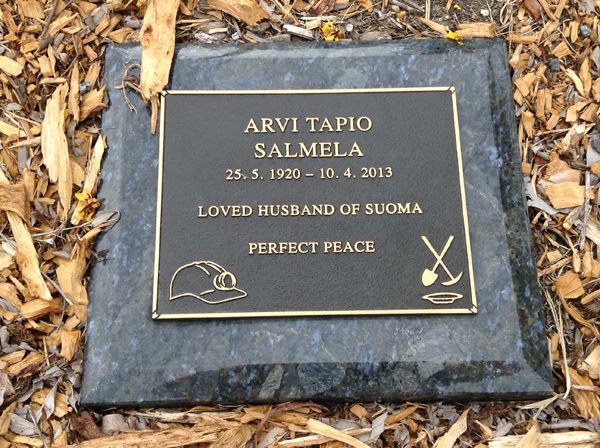 ARVI TAPIO
SALMELA
25. 5. 1920 – 10. 4. 2013
LOVED HUSBAND OF SUOMA
PERFECT PEACE